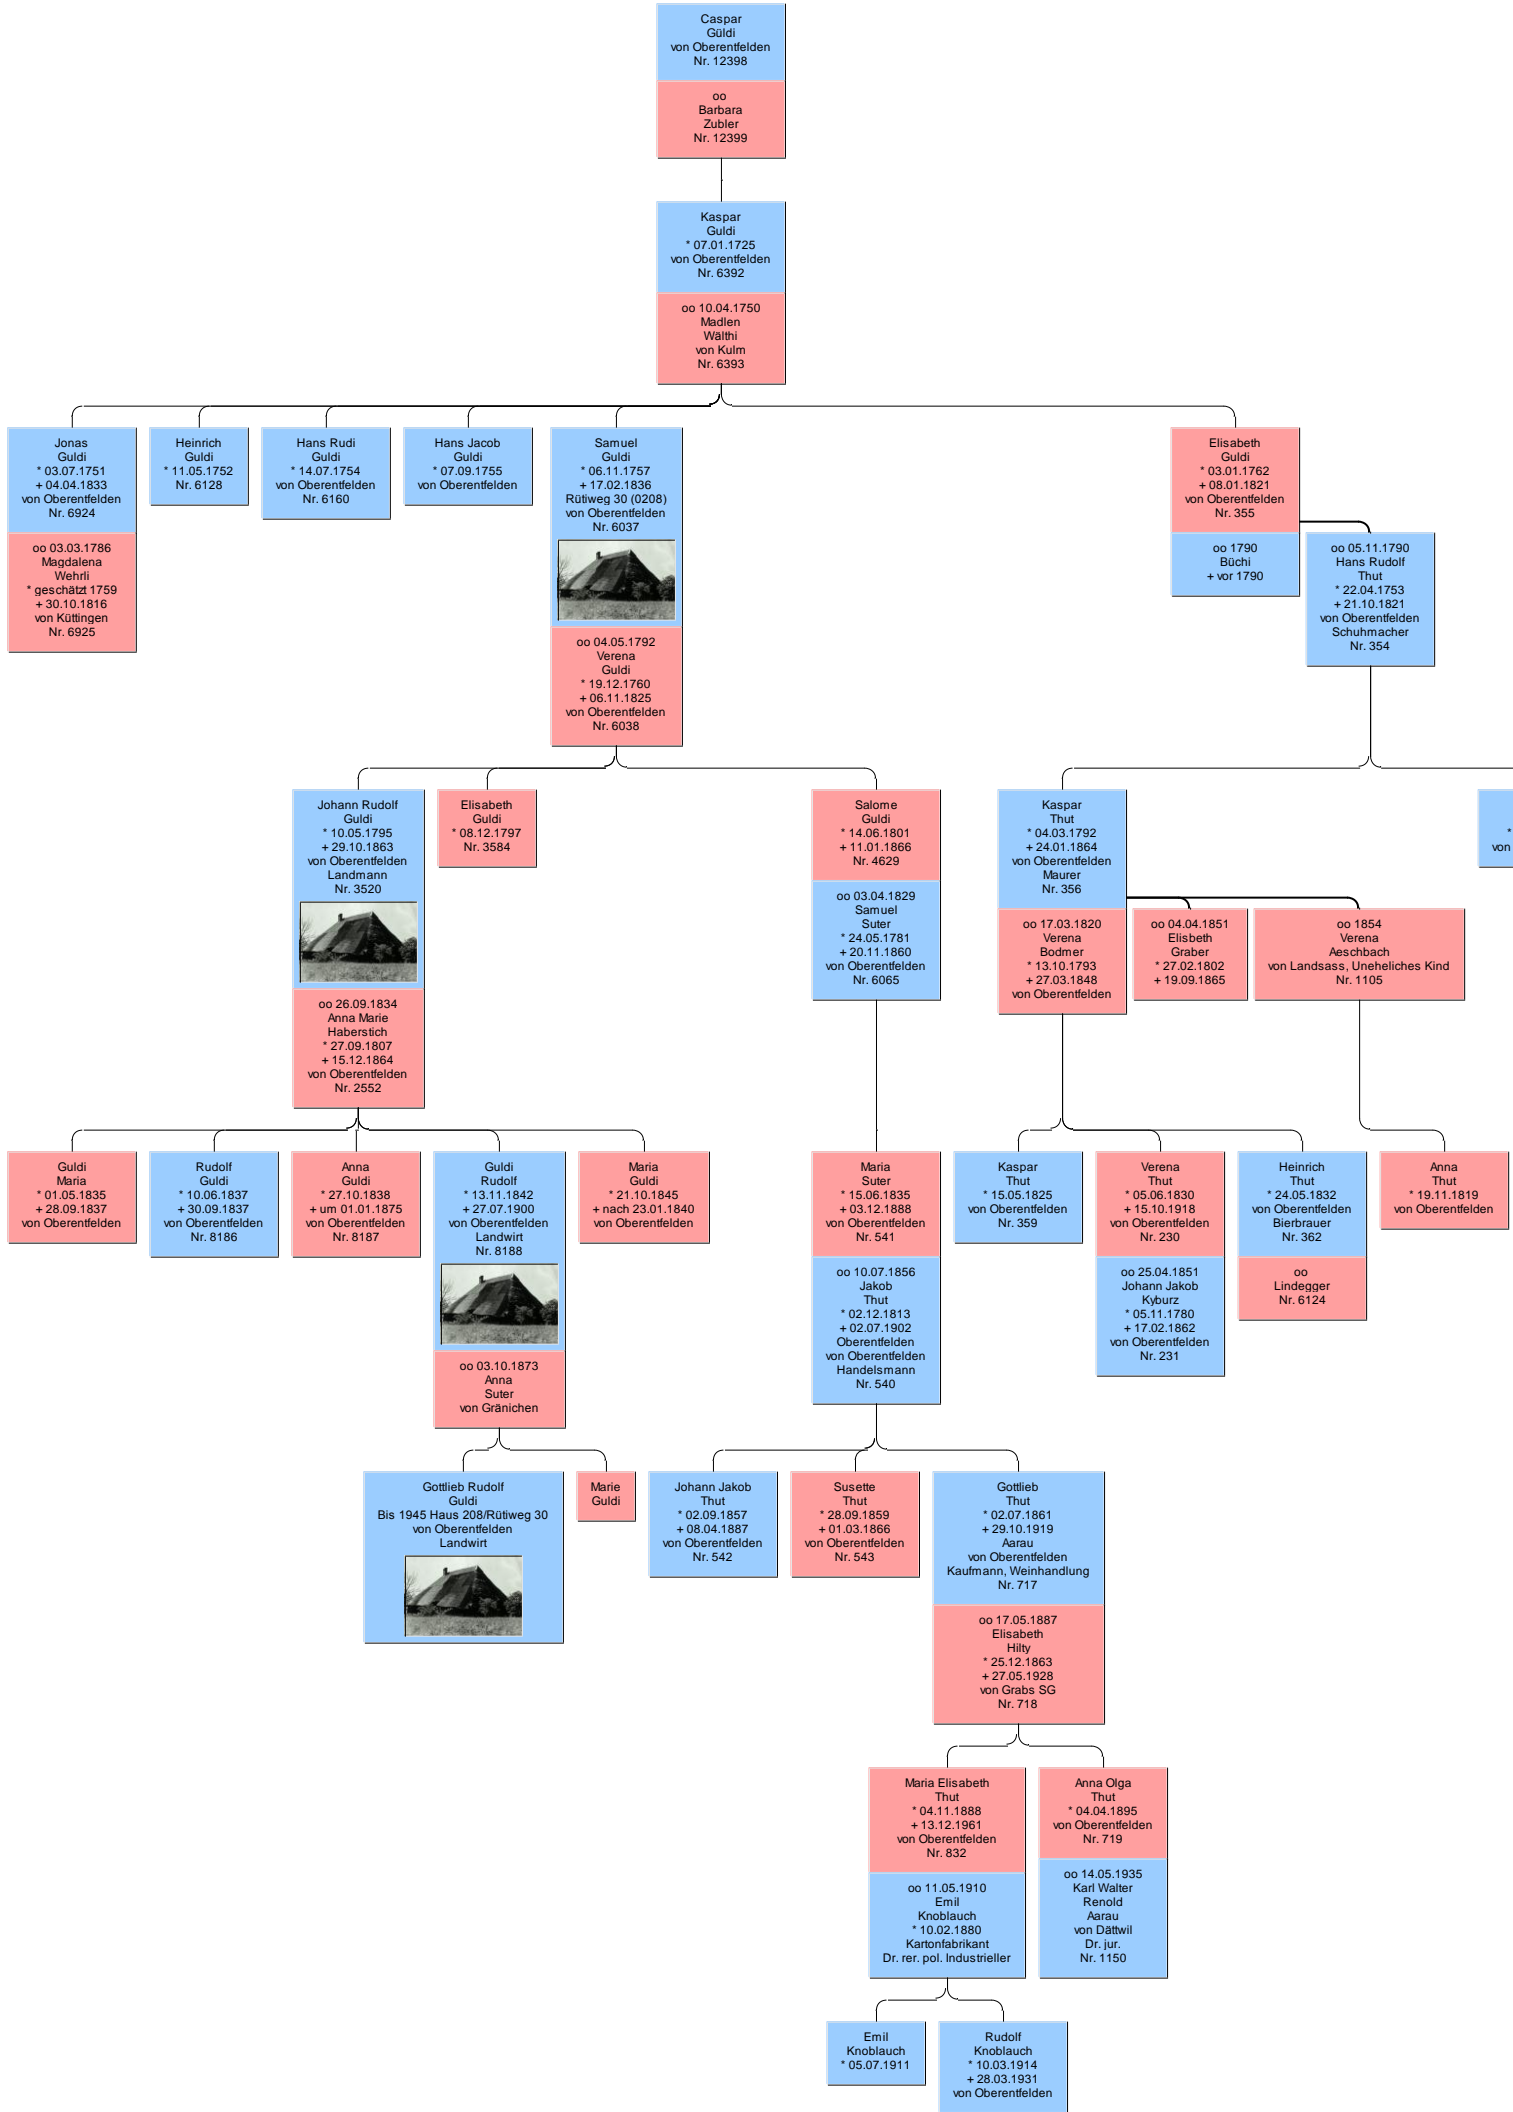 Caspar
Güldi
von Oberentfelden
Nr. 12398
oo
Barbara
Zubler
Nr. 12399
Kaspar
Guldi
* 07.01.1725
von Oberentfelden
Nr. 6392
oo 10.04.1750
Madlen
Wälthi
von Kulm
Nr. 6393
Jonas
Guldi
* 03.07.1751
+ 04.04.1833
von Oberentfelden
Nr. 6924
oo 03.03.1786
Magdalena
Wehrli
* geschätzt 1759
+ 30.10.1816
von Küttingen
Nr. 6925
Heinrich
Guldi
* 11.05.1752
Nr. 6128
Hans Rudi
Guldi
* 14.07.1754
von Oberentfelden
Nr. 6160
Hans Jacob
Guldi
* 07.09.1755
von Oberentfelden
Samuel
Guldi
* 06.11.1757
+ 17.02.1836
Rütiweg 30 (0208)
von Oberentfelden
Nr. 6037
oo 04.05.1792
Verena
Guldi
* 19.12.1760
+ 06.11.1825
von Oberentfelden
Nr. 6038
Elisabeth
Guldi
* 03.01.1762
+ 08.01.1821
von Oberentfelden
Nr. 355
oo 1790
Büchi
+ vor 1790
oo 05.11.1790
Hans Rudolf
Thut
* 22.04.1753
+ 21.10.1821
von Oberentfelden
Schuhmacher
Nr. 354
Johann Rudolf
Guldi
* 10.05.1795
+ 29.10.1863
von Oberentfelden
Landmann
Nr. 3520
oo 26.09.1834
Anna Marie
Haberstich
* 27.09.1807
+ 15.12.1864
von Oberentfelden
Nr. 2552
Elisabeth
Guldi
* 08.12.1797
Nr. 3584
Salome
Guldi
* 14.06.1801
+ 11.01.1866
Nr. 4629
oo 03.04.1829
Samuel
Suter
* 24.05.1781
+ 20.11.1860
von Oberentfelden
Nr. 6065
Kaspar
Thut
* 04.03.1792
+ 24.01.1864
von Oberentfelden
Maurer
Nr. 356
oo 17.03.1820
Verena
Bodmer
* 13.10.1793
+ 27.03.1848
von Oberentfelden
oo 04.04.1851
Elisbeth
Graber
* 27.02.1802
+ 19.09.1865
oo 1854
Verena
Aeschbach
von Landsass, Uneheliches Kind
Nr. 1105
*
von
Guldi
Maria
* 01.05.1835
+ 28.09.1837
von Oberentfelden
Rudolf
Guldi
* 10.06.1837
+ 30.09.1837
von Oberentfelden
Nr. 8186
Anna
Guldi
* 27.10.1838
+ um 01.01.1875
von Oberentfelden
Nr. 8187
Guldi
Rudolf
* 13.11.1842
+ 27.07.1900
von Oberentfelden
Landwirt
Nr. 8188
oo 03.10.1873
Anna
Suter
von Gränichen
Maria
Guldi
* 21.10.1845
+ nach 23.01.1840
von Oberentfelden
Maria
Suter
* 15.06.1835
+ 03.12.1888
von Oberentfelden
Nr. 541
oo 10.07.1856
Jakob
Thut
* 02.12.1813
+ 02.07.1902
Oberentfelden
von Oberentfelden
Handelsmann
Nr. 540
Kaspar
Thut
* 15.05.1825
von Oberentfelden
Nr. 359
Verena
Thut
* 05.06.1830
+ 15.10.1918
von Oberentfelden
Nr. 230
oo 25.04.1851
Johann Jakob
Kyburz
* 05.11.1780
+ 17.02.1862
von Oberentfelden
Nr. 231
Heinrich
Thut
* 24.05.1832
von Oberentfelden
Bierbrauer
Nr. 362
oo
Lindegger
Nr. 6124
Anna
Thut
* 19.11.1819
von Oberentfelden
Gottlieb Rudolf
Guldi
Bis 1945 Haus 208/Rütiweg 30
von Oberentfelden
Landwirt
Marie
Guldi
Johann Jakob
Thut
* 02.09.1857
+ 08.04.1887
von Oberentfelden
Nr. 542
Susette
Thut
* 28.09.1859
+ 01.03.1866
von Oberentfelden
Nr. 543
Gottlieb
Thut
* 02.07.1861
+ 29.10.1919
Aarau
von Oberentfelden
Kaufmann, Weinhandlung
Nr. 717
oo 17.05.1887
Elisabeth
Hilty
* 25.12.1863
+ 27.05.1928
von Grabs SG
Nr. 718
Maria Elisabeth
Thut
* 04.11.1888
+ 13.12.1961
von Oberentfelden
Nr. 832
oo 11.05.1910
Emil
Knoblauch
* 10.02.1880
Kartonfabrikant
Dr. rer. pol. Industrieller
Anna Olga
Thut
* 04.04.1895
von Oberentfelden
Nr. 719
oo 14.05.1935
Karl Walter
Renold
Aarau
von Dättwil
Dr. jur.
Nr. 1150
Emil
Knoblauch
* 05.07.1911
Rudolf
Knoblauch
* 10.03.1914
+ 28.03.1931
von Oberentfelden